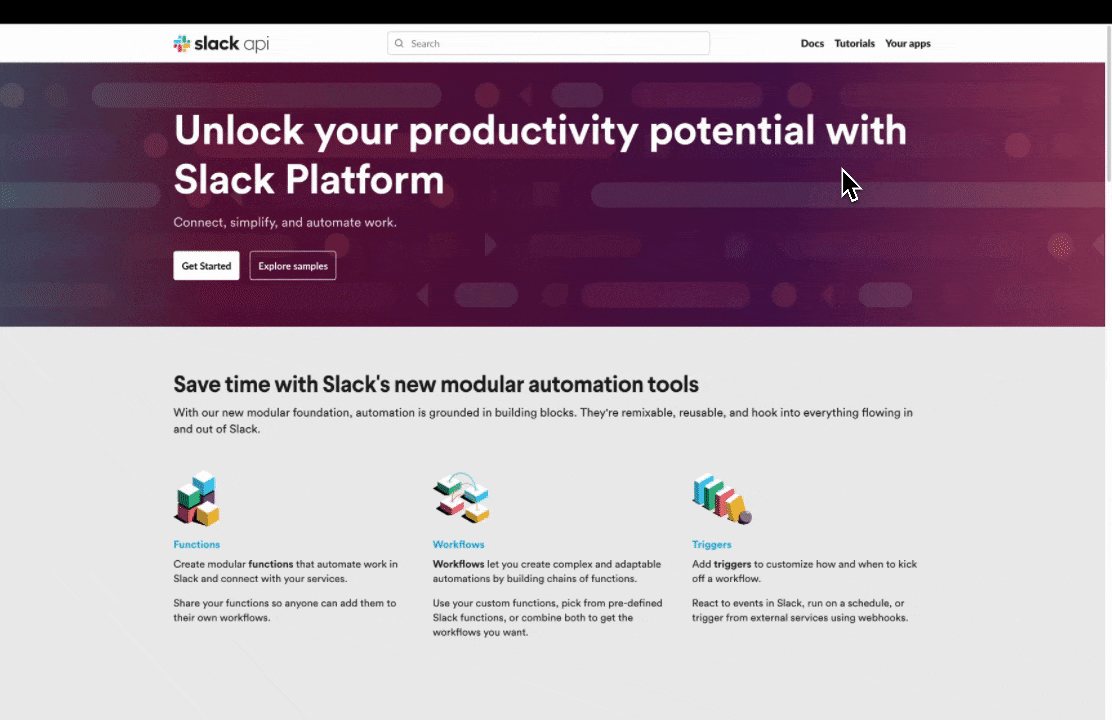 slack api
Search
Docs Tutorials Your apps
Unlock your productivity potential with
Slack Platform
Connect, simplify, and automate work.
Get Started
Explore samples
Save time with Slack's new modular automation tools
With our new modular foundation, automation is grounded in building blocks. They're remixable, reusable, and hook into everything flowing in
and out of Slack.
Functions
Create modular functions that automate work in
Slack and connect with your services.
Share your functions so anyone can add them to
their own workflows.
Workflows
Workflows let you create complex and adaptable
automations by building chains of functions.
Use your custom functions, pick from pre-defined
Slack functions, or combine both to get the
workflows you want.
Triggers
Add triggers to customize how and when to kick
off a workflow.
React to events in Slack, run on a schedule, or
trigger from external services using webhooks.